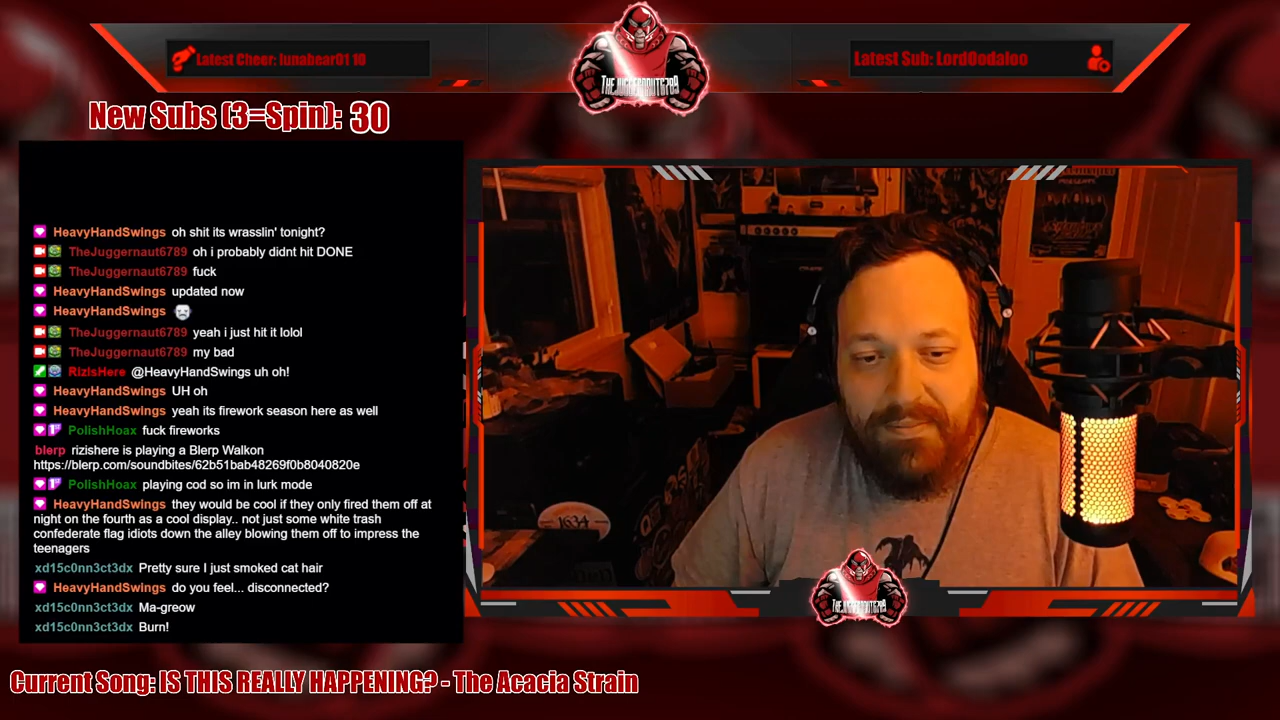 Latest Cheer: lunabear01 10
THEJUGGERNAUT6789
Latest Sub: LordOodaloo
New Subs (3=Spin): 30
HeavyHandSwings oh shit its wrasslin' tonight?
TheJuggernaut6789 oh i probably didnt hit DONE
TheJuggernaut6789 fuck
HeavyHandSwings updated now
HeavyHandSwings
TheJuggernaut6789 yeah i just hit it lolol
TheJuggernaut6789 my bad
RizIsHere @HeavyHandSwings uh oh!
HeavyHandSwings UH oh
HeavyHandSwings yeah its firework season here as well
PolishHoax fuck fireworks
blerp rizishere is playing a Blerp Walkon
https://blerp.com/soundbites/62b51bab48269f0b8040820e
PolishHoax playing cod so im in lurk mode
HeavyHandSwings they would be cool if they only fired them off at
night on the fourth as a cool display.. not just some white trash
confederate flag idiots down the alley blowing them off to impress the
teenagers
xd15c0nn3ct3dx Pretty sure I just smoked cat hair
HeavyHandSwings do you feel... disconnected?
xd15c0nn3ct3dx Ma-greow
xd15c0nn3ct3dx Burn!
1634
THEJUGGERNAUT6789
Current Song: IS THIS REALLY HAPPENING? - The Acacia Strain